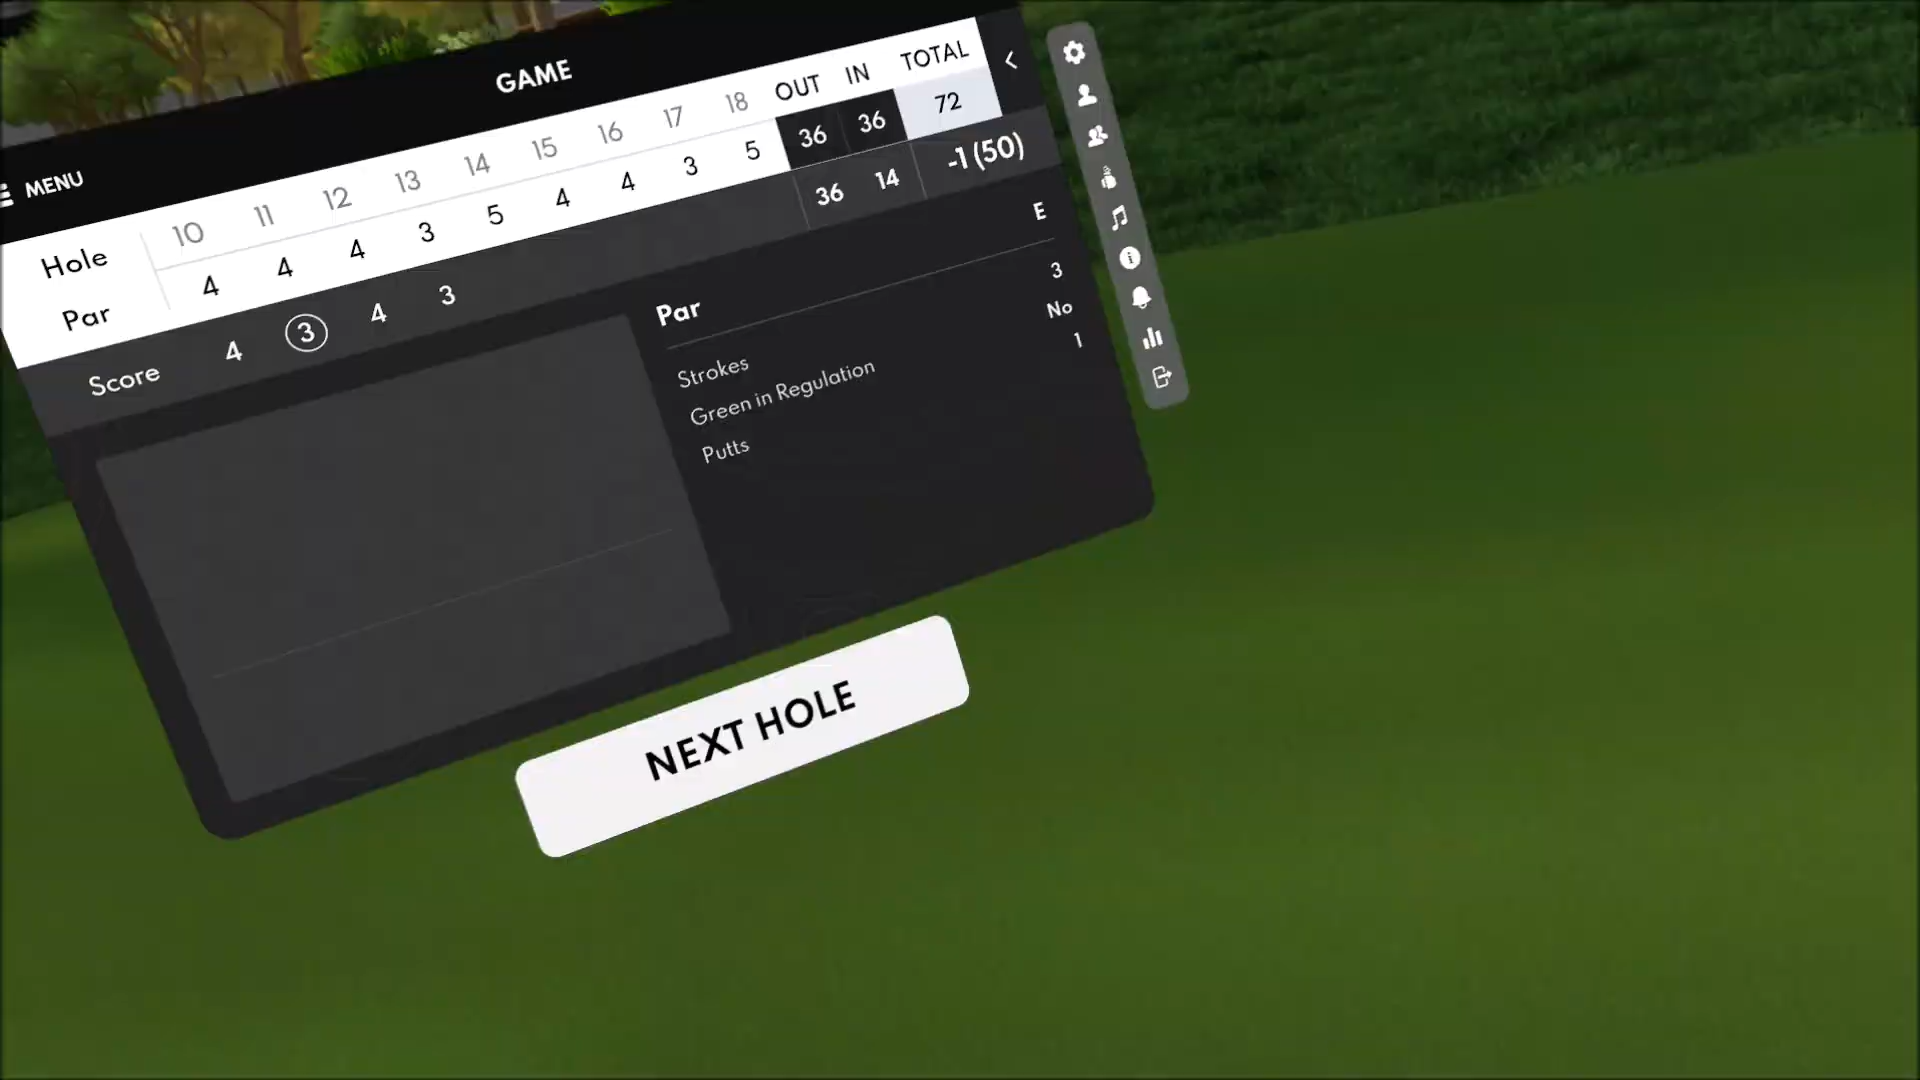 GAME
MENU
Hole 10 11 12 13 14 15 16 17 18 OUT IN TOTAL
Par 4 4 4 3 5 4 4 3 5 36 36 72
Score 4 3 4 3 36 14 -1 (50)
Par E
Strokes 3
Green in Regulation No
Putts 1
NEXT HOLE